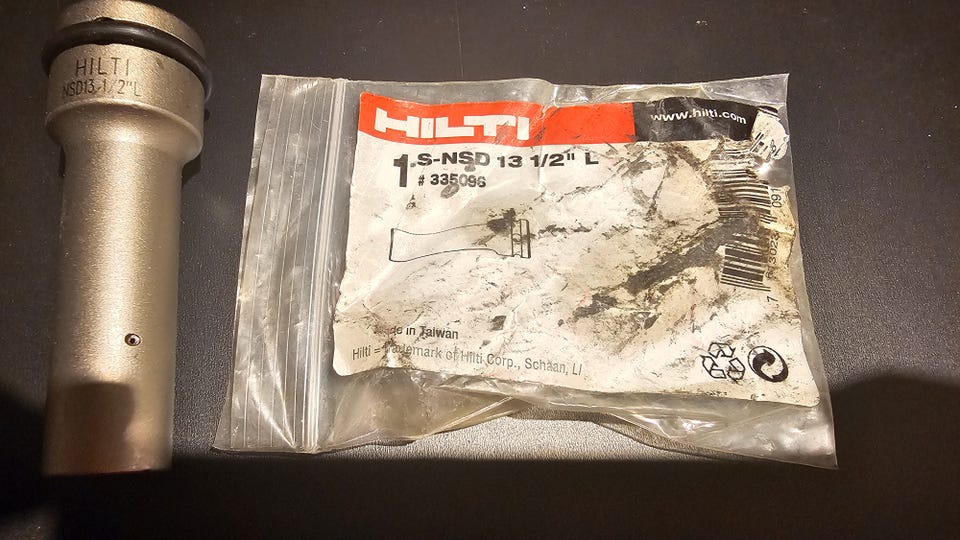 HILTI
NSD13-1/2"L
HILTI
www.hilti.com
1 S-NSD 13 1/2" L
# 335096
in Taiwan
Hilti = Trademark of Hilti Corp., Schaan, LI